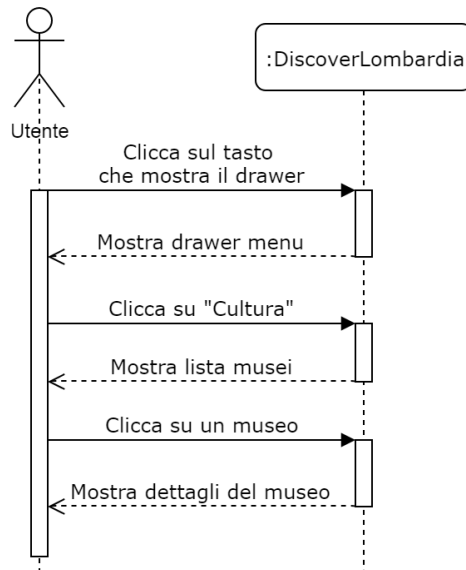 :DiscoverLombardia
Utente
Clicca sul tasto
che mostra il drawer
Mostra drawer menu
Clicca su "Cultura"
Mostra lista musei
Clicca su un museo
Mostra dettagli del museo